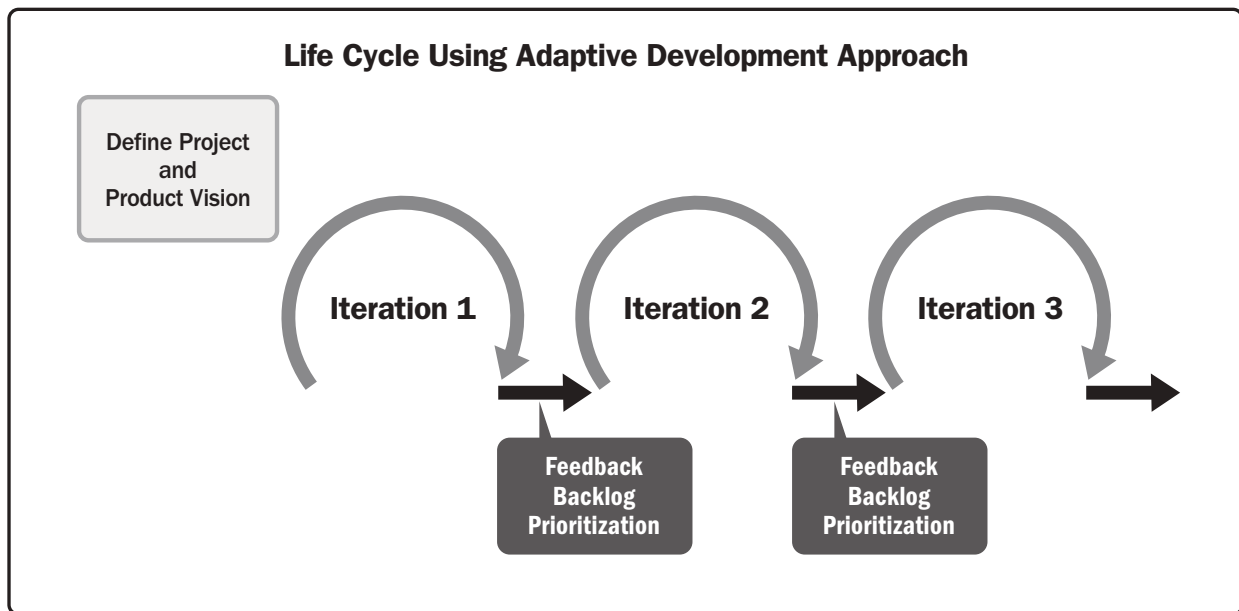 Life Cycle Using Adaptive Development Approach
Define Project
and
Product Vision
Iteration 1
Iteration 2
Iteration 3
Feedback
Backlog
Prioritization
Feedback
Backlog
Prioritization